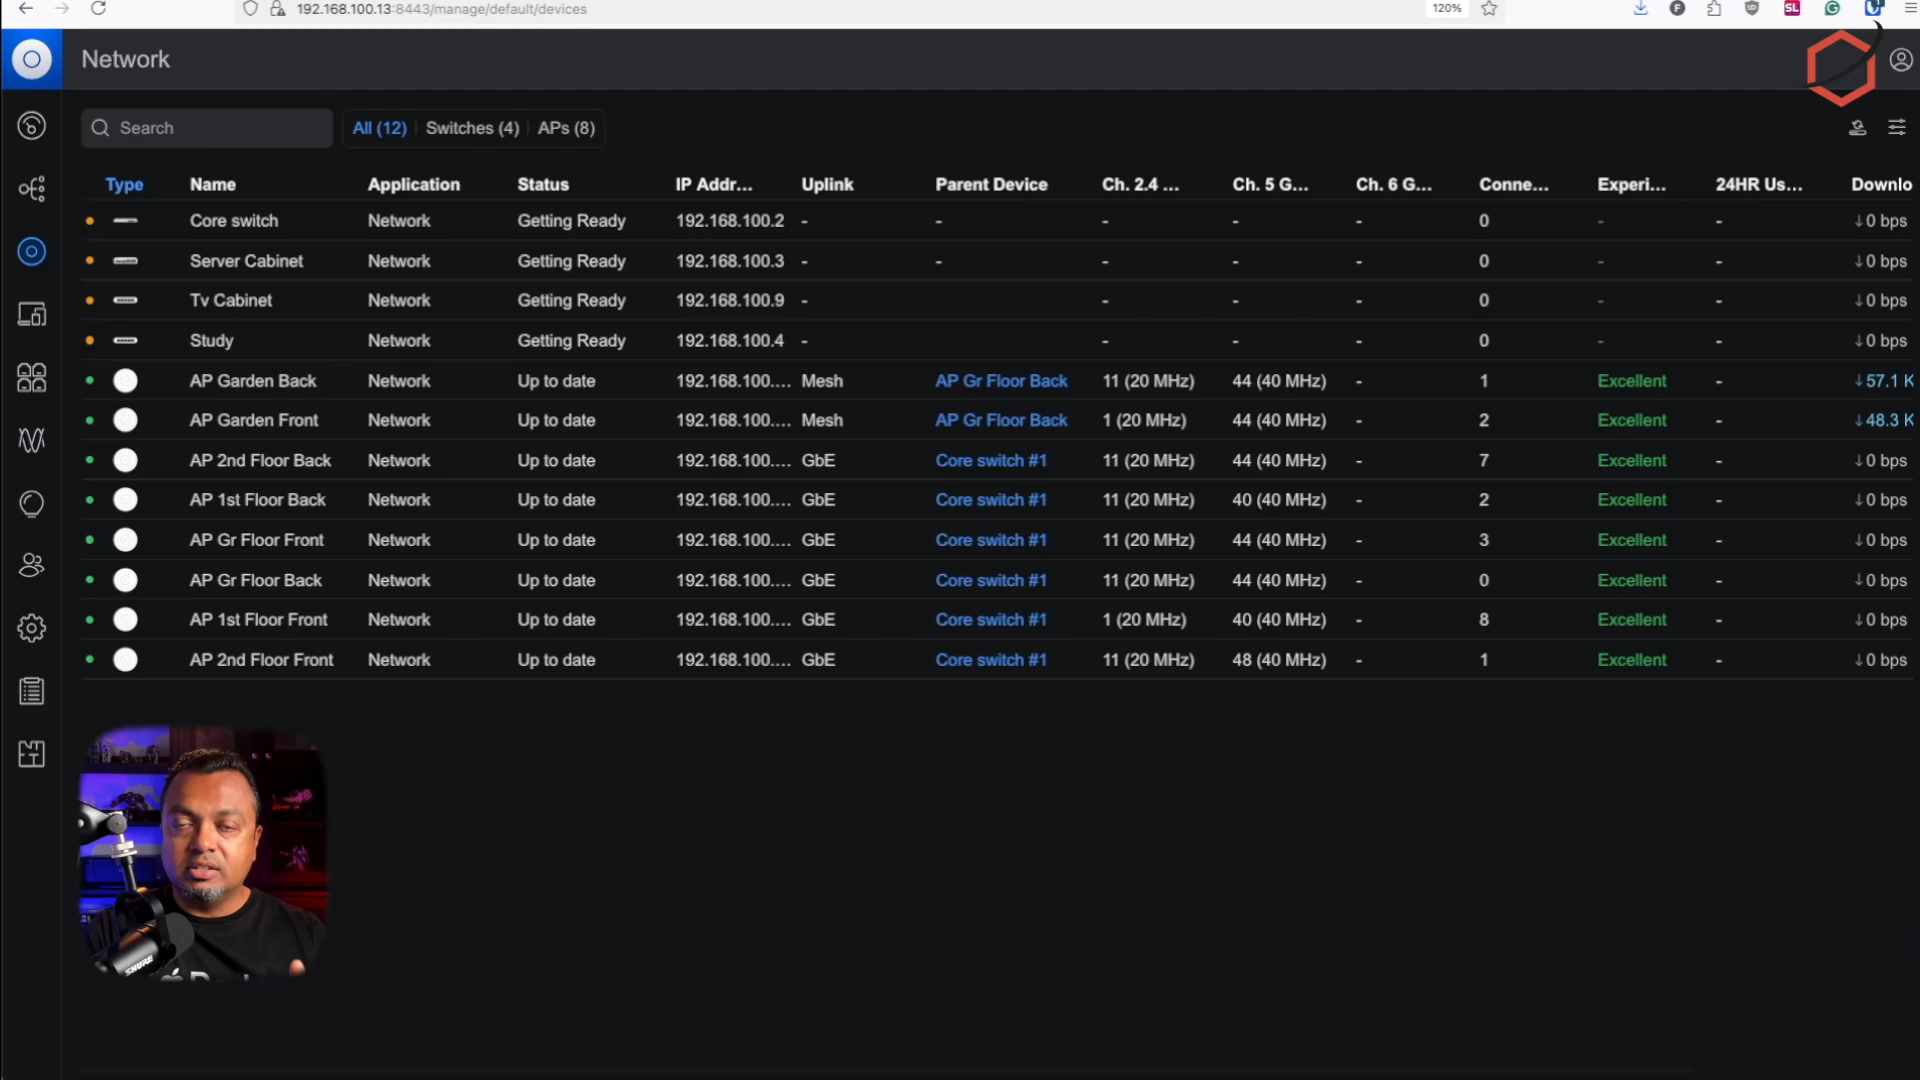 192.168.100.13:8443/manage/default/devices
120%
Network
Search
All (12) Switches (4) APs (8)
Type Name Application Status IP Addr... Uplink Parent Device Ch. 2.4 ... Ch. 5 G... Ch. 6 G... Conne... Experi... 24HR Us... Downlo
Core switch Network Getting Ready 192.168.100.2 - - - - - 0 - - ↓0 bps
Server Cabinet Network Getting Ready 192.168.100.3 - - - - - 0 - - ↓0 bps
Tv Cabinet Network Getting Ready 192.168.100.9 - - - - 0 - - ↓0 bps
Study Network Getting Ready 192.168.100.4 - - - - 0 - - ↓0 bps
AP Garden Back Network Up to date 192.168.100.... Mesh AP Gr Floor Back 11 (20 MHz) 44 (40 MHz) - 1 Excellent - ↓57.1 K
AP Garden Front Network Up to date 192.168.100.... Mesh AP Gr Floor Back 1 (20 MHz) 44 (40 MHz) - 2 Excellent - ↓48.3 K
AP 2nd Floor Back Network Up to date 192.168.100.... GbE Core switch #1 11 (20 MHz) 44 (40 MHz) - 7 Excellent - ↓0 bps
AP 1st Floor Back Network Up to date 192.168.100.... GbE Core switch #1 11 (20 MHz) 40 (40 MHz) - 2 Excellent - ↓0 bps
AP Gr Floor Front Network Up to date 192.168.100.... GbE Core switch #1 11 (20 MHz) 44 (40 MHz) - 3 Excellent - ↓0 bps
AP Gr Floor Back Network Up to date 192.168.100.... GbE Core switch #1 11 (20 MHz) 44 (40 MHz) - 0 Excellent - ↓0 bps
AP 1st Floor Front Network Up to date 192.168.100.... GbE Core switch #1 1 (20 MHz) 40 (40 MHz) - 8 Excellent - ↓0 bps
AP 2nd Floor Front Network Up to date 192.168.100.... GbE Core switch #1 11 (20 MHz) 48 (40 MHz) - 1 Excellent - ↓0 bps
SHURE